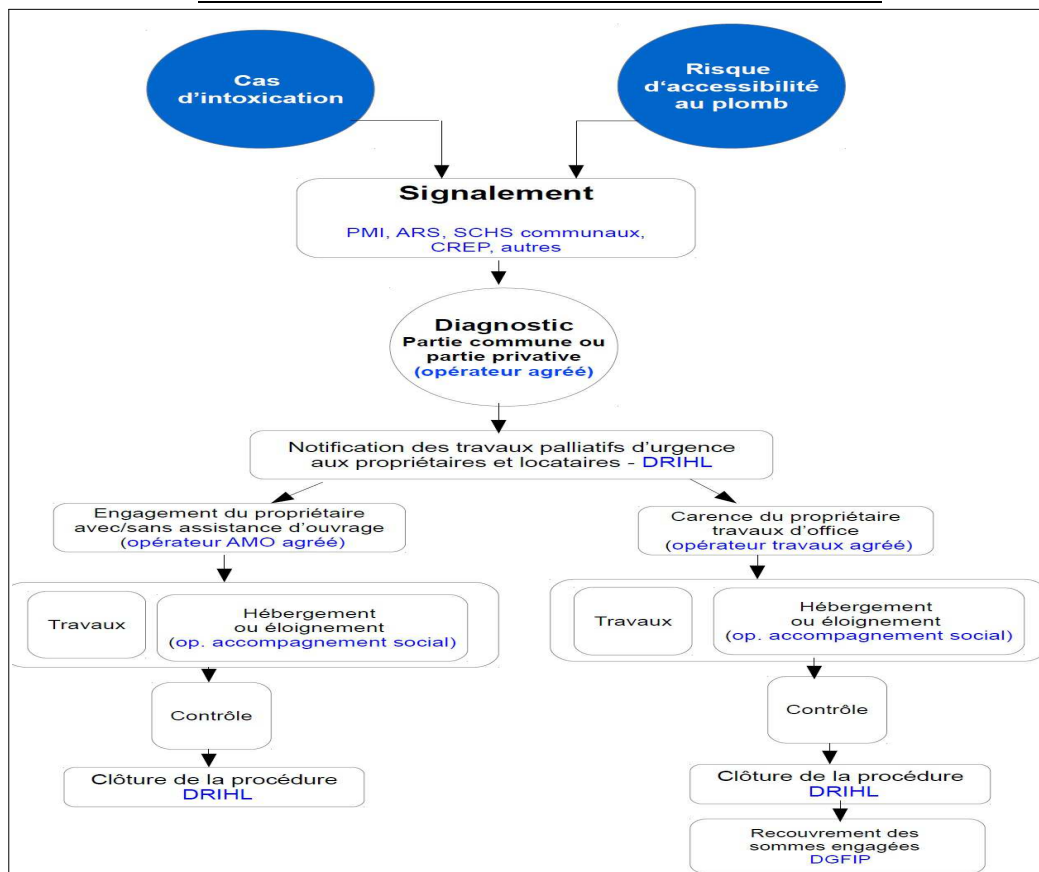 Cas
d'intoxication
Risque
d'accessibilité
au plomb
Signalement
PMI, ARS, SCHS communaux,
CREP, autres
Diagnostic
Partie commune ou
partie privative
(opérateur agréé)
Notification des travaux palliatifs d'urgence
aux propriétaires et locataires - DRIHL
Engagement du propriétaire
avec/sans assistance d'ouvrage
(opérateur AMO agréé)
Carence du propriétaire
travaux d'office
(opérateur travaux agréé)
Travaux
Hébergement
ou éloignement
(op. accompagnement social)
Travaux
Hébergement
ou éloignement
(op. accompagnement social)
Contrôle
Contrôle
Clôture de la procédure
DRIHL
Clôture de la procédure
DRIHL
Recouvrement des
sommes engagées
DGFIP